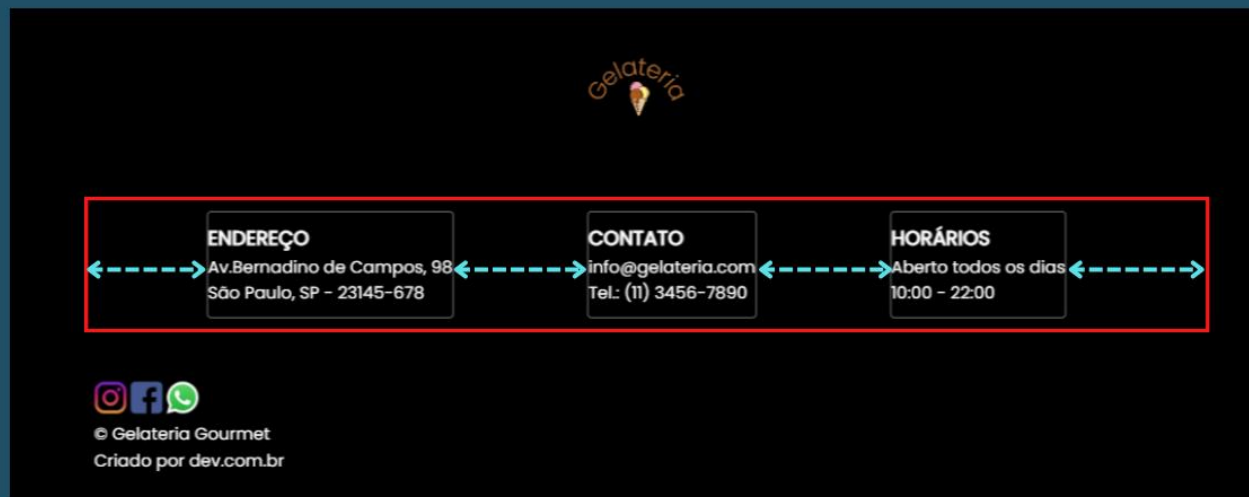 Gelateria
ENDEREÇO
Av.Bernadino de Campos, 98
São Paulo, SP - 23145-678
CONTATO
info@gelateria.com
Tel.: (11) 3456-7890
HORÁRIOS
Aberto todos os dias
10:00 - 22:00
© Gelateria Gourmet
Criado por dev.com.br